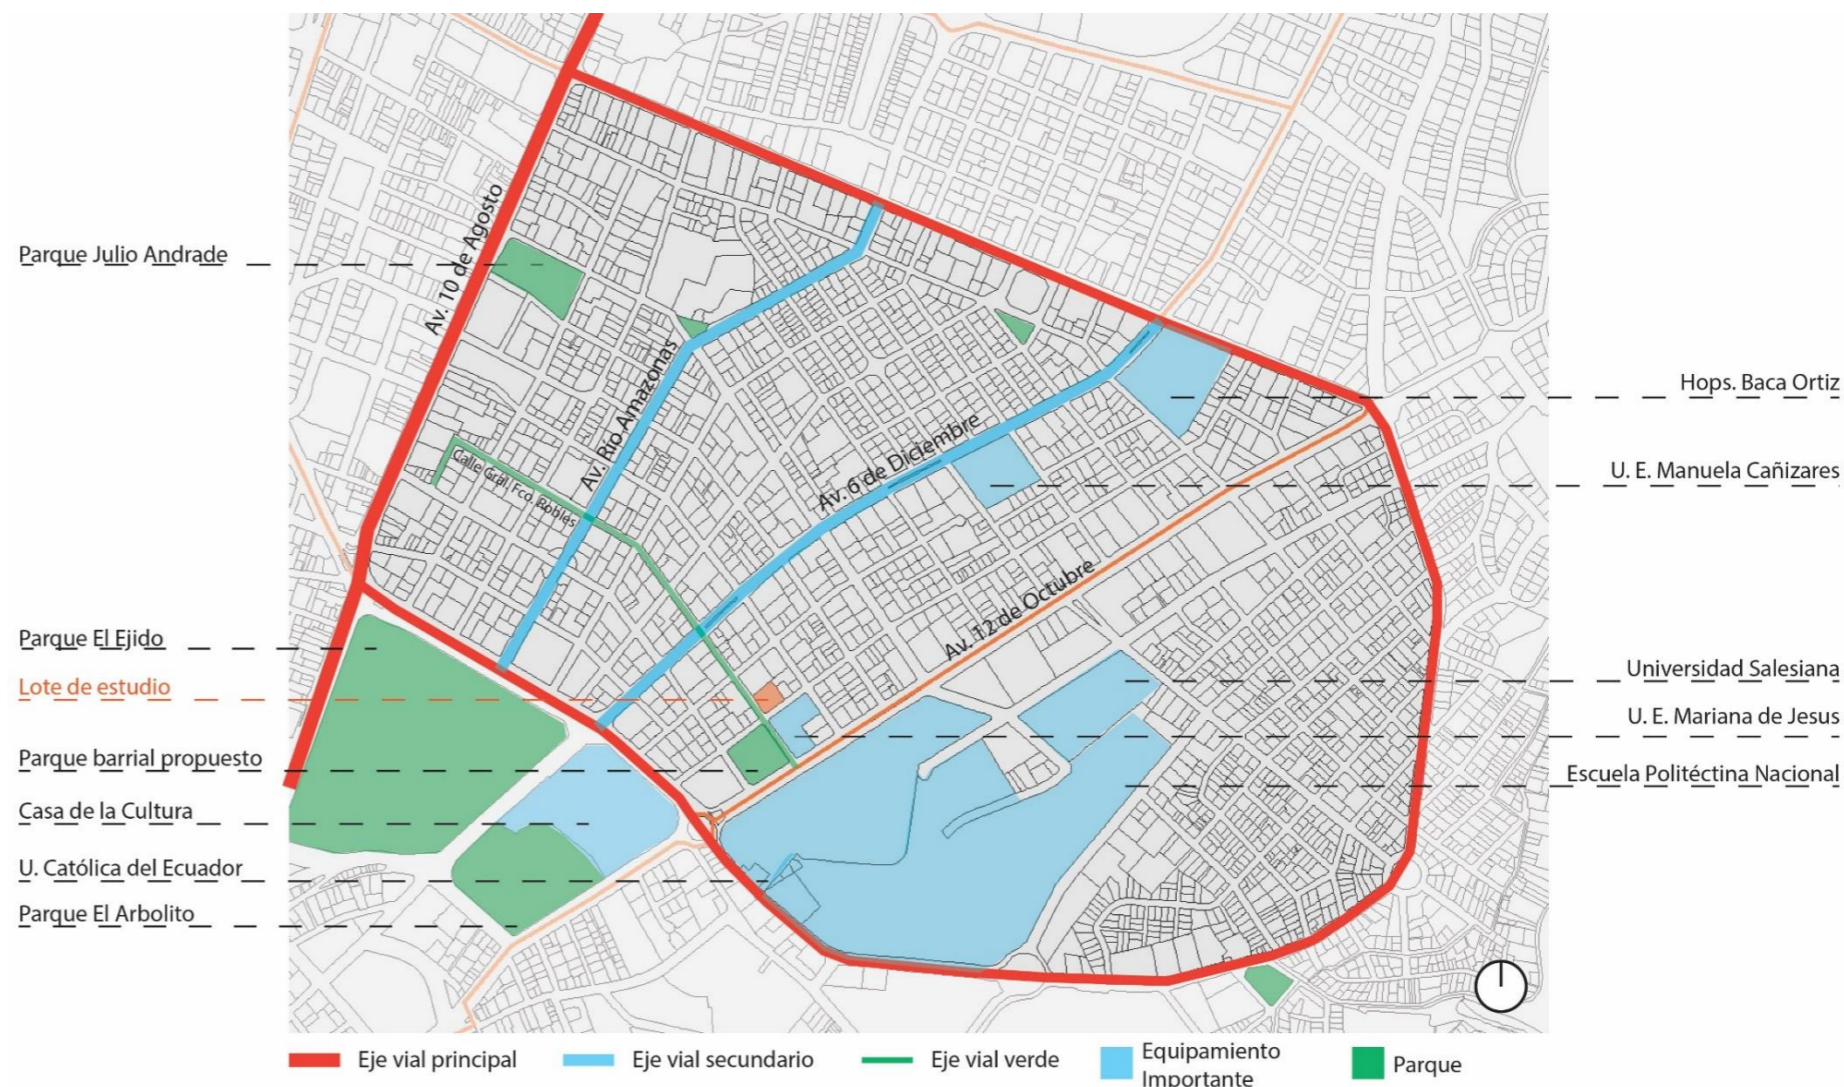 Parque Julio Andrade
Parque El Ejido
Lote de estudio
Parque barrial propuesto
Casa de la Cultura
U. Católica del Ecuador
Parque El Arbolito
Av. 10 de Agosto
Av. Rio Amazonas
Calle Gral. Fco. Robles
Av. 6 de Diciembre
Av. 12 de Octubre
Hops. Baca Ortiz
U. E. Manuela Cañizares
Universidad Salesiana
U. E. Mariana de Jesus
Escuela Politéctina Nacional
Eje vial principal
Eje vial secundario
Eje vial verde
Equipamiento
Importante
Parque